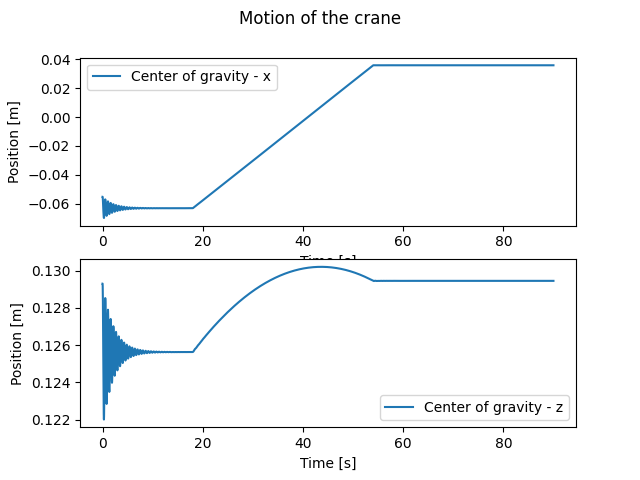 Motion of the crane
0.04
0.02
0.00
−0.02
−0.04
−0.06
Position [m]
Center of gravity - x
0 20 40 60 80
Time [s]
0.130
0.128
0.126
0.124
0.122
Position [m]
Center of gravity - z
0 20 40 60 80
Time [s]